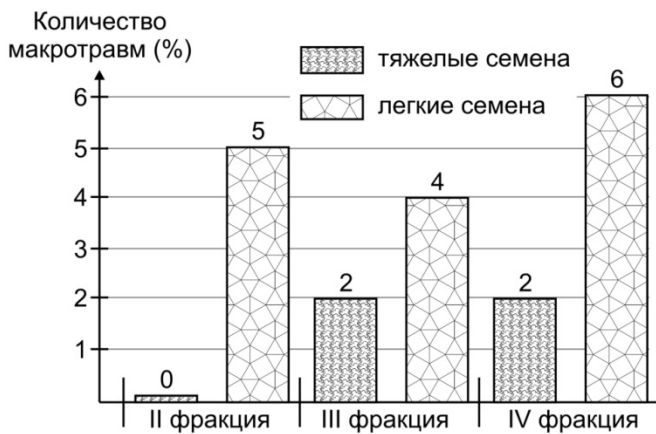 Количество
макротравм (%)
тяжелые семена
легкие семена
6
5
4
3
2
1
0
5
2
4
2
6
II фракция
III фракция
IV фракция